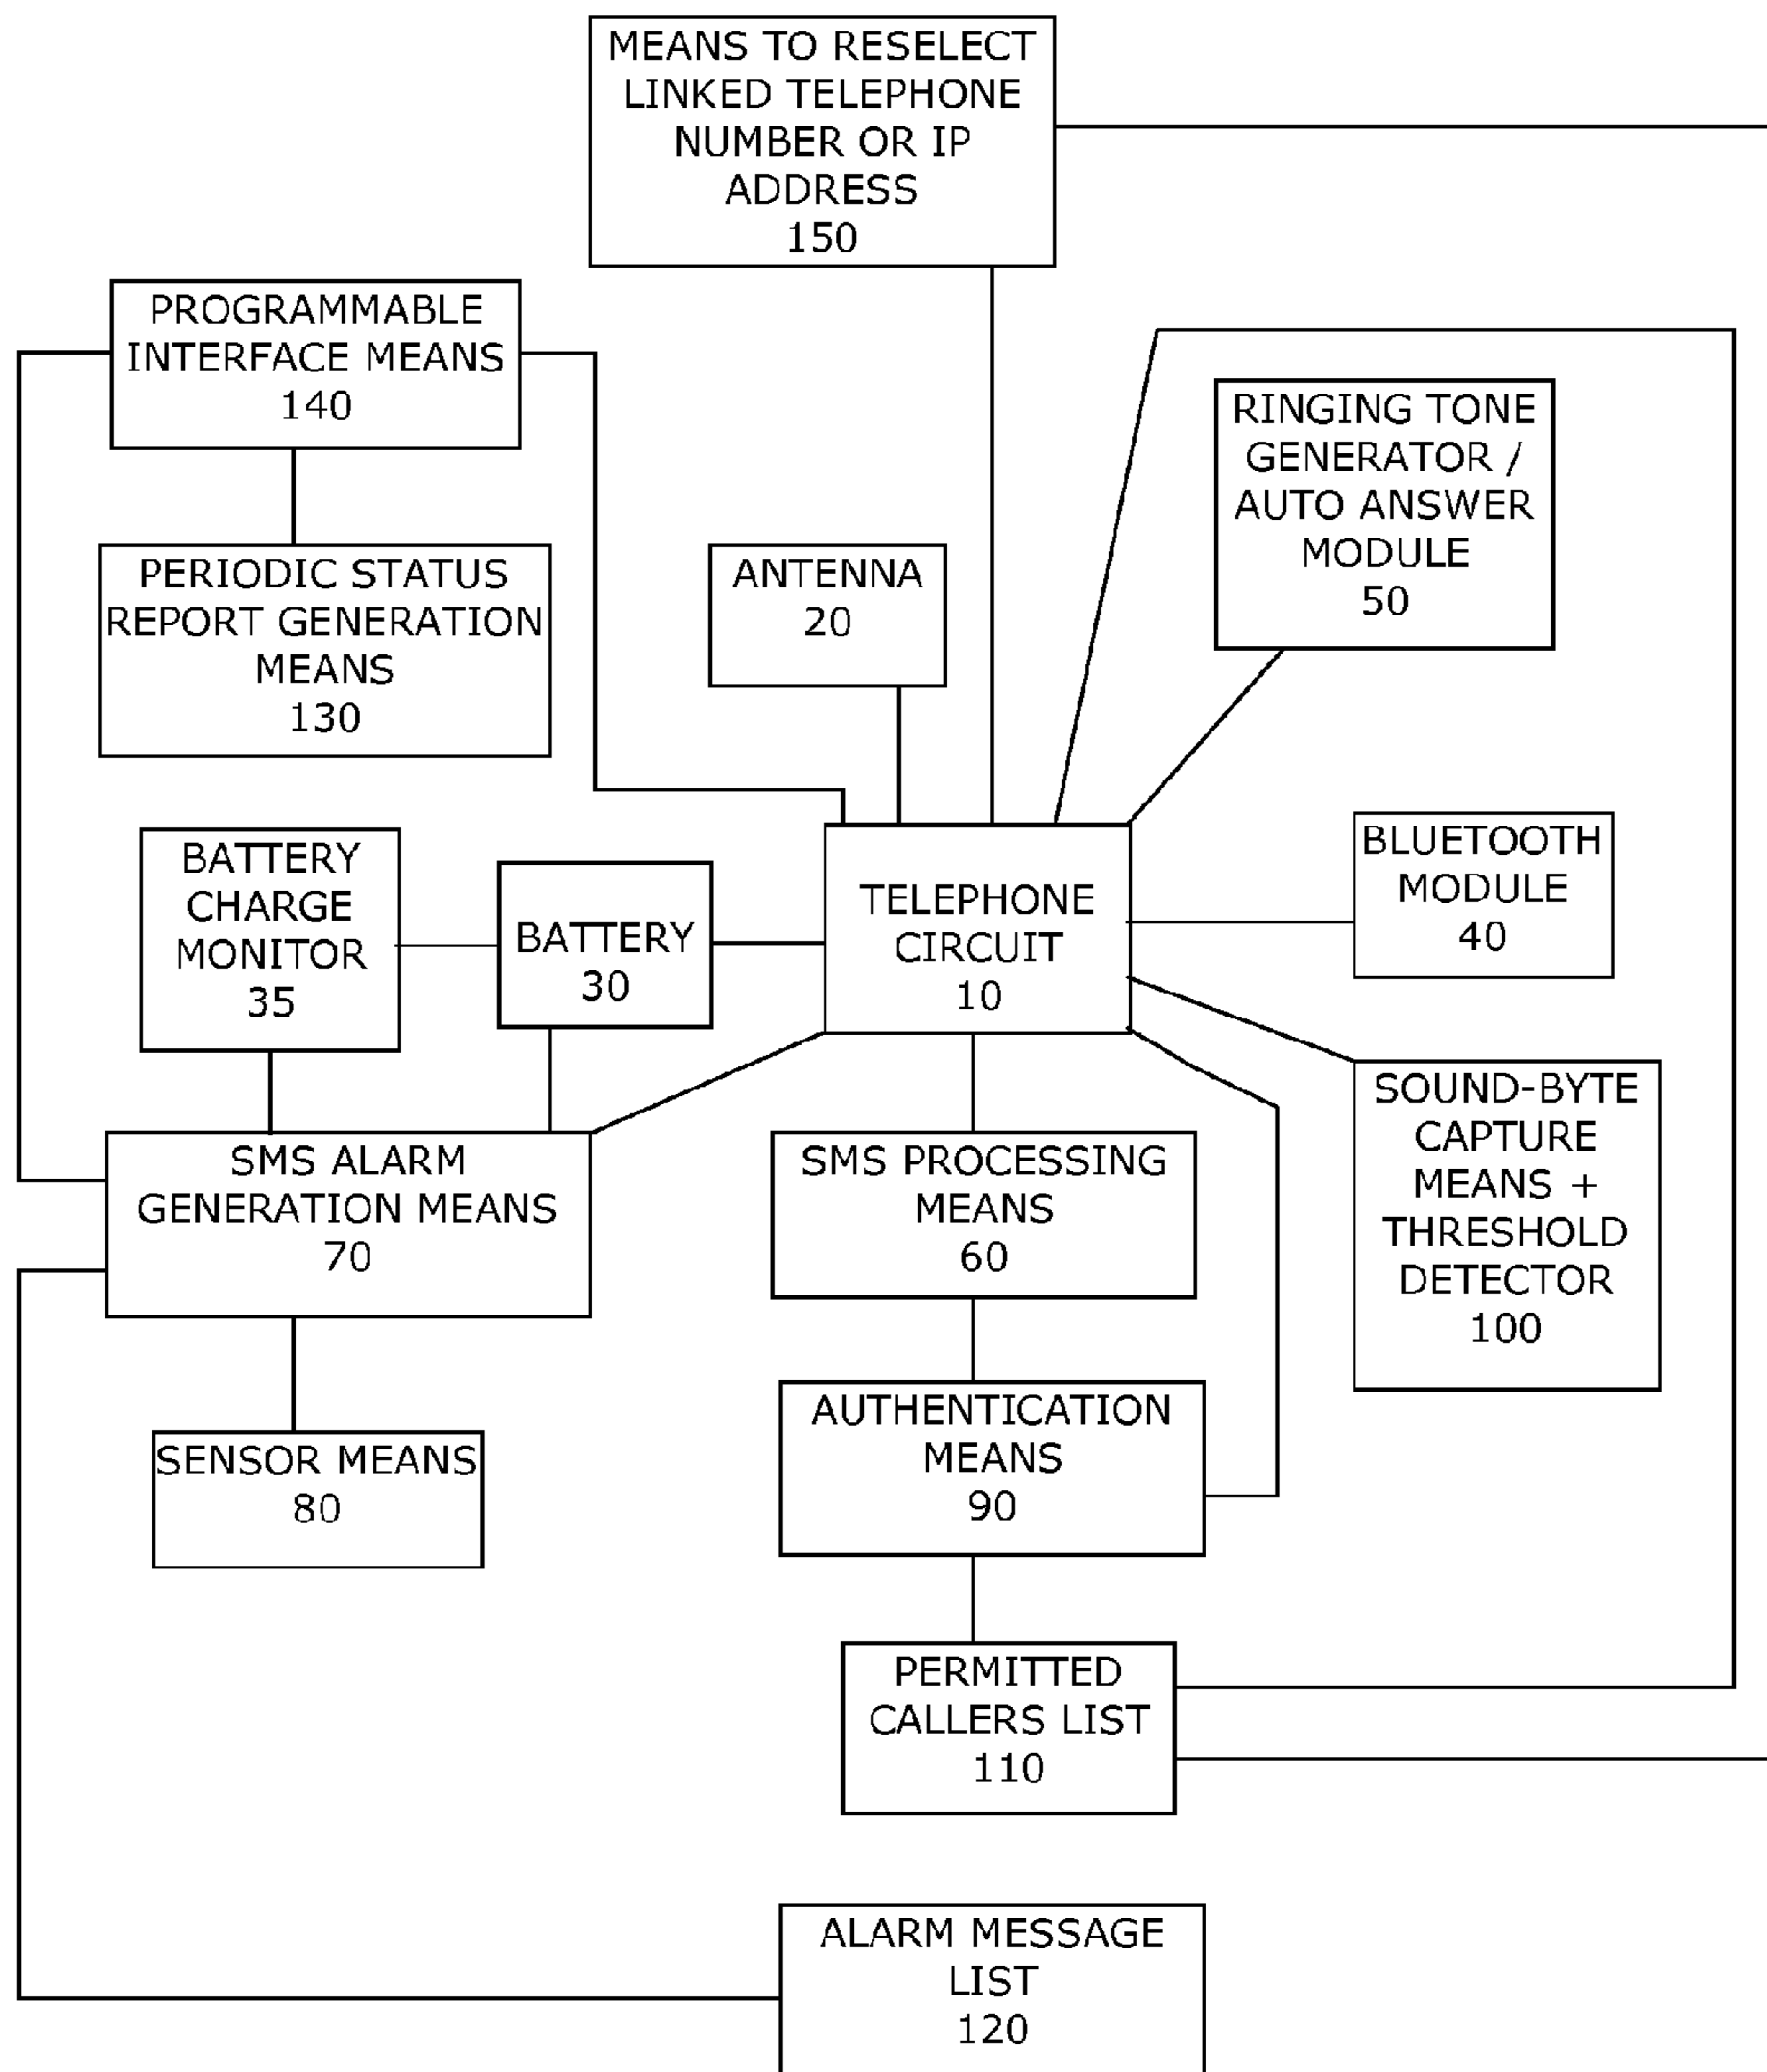 MEANS TO RESELECT
LINKED TELEPHONE
NUMBER OR IP
ADDRESS
150
PROGRAMMABLE
INTERFACE MEANS
140
RINGING TONE
GENERATOR /
AUTO ANSWER
MODULE
50
PERIODIC STATUS
REPORT GENERATION
MEANS
130
ANTENNA
20
BATTERY
CHARGE
MONITOR
35
BATTERY
30
TELEPHONE
CIRCUIT
10
BLUETOOTH
MODULE
40
SOUND-BYTE
CAPTURE
MEANS +
THRESHOLD
DETECTOR
100
SMS ALARM
GENERATION MEANS
70
SMS PROCESSING
MEANS
60
SENSOR MEANS
80
AUTHENTICATION
MEANS
90
PERMITTED
CALLERS LIST
110
ALARM MESSAGE
LIST
120